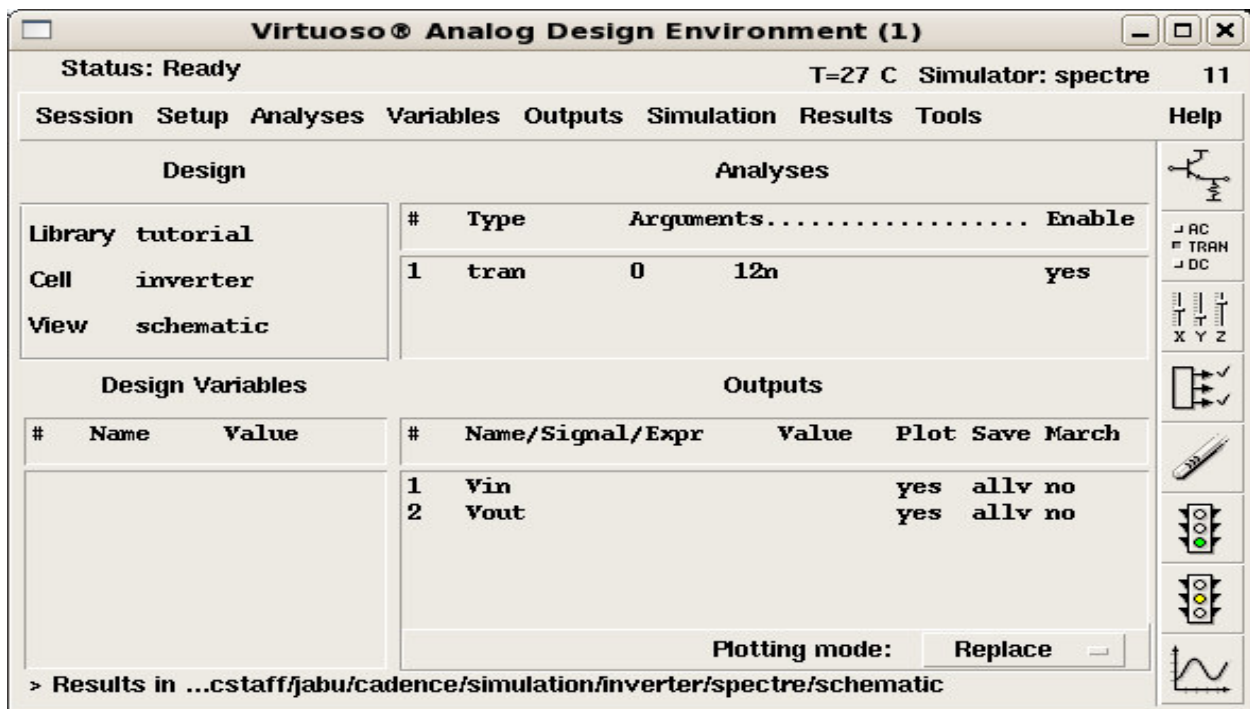 Virtuoso® Analog Design Environment (1)
Status: Ready
T=27 C Simulator: spectre 11
Session Setup Analyses Variables Outputs Simulation Results Tools Help
Design
Library tutorial
Cell inverter
View schematic
Analyses
# Type Arguments................... Enable
1 tran 0 12n yes
Design Variables
# Name Value
Outputs
# Name/Signal/Expr Value Plot Save March
1 Vin yes allv no
2 Vout yes allv no
Plotting mode: Replace
AC
TRAN
DC
X Y Z
> Results in ...cstaff/jabu/cadence/simulation/inverter/spectre/schematic